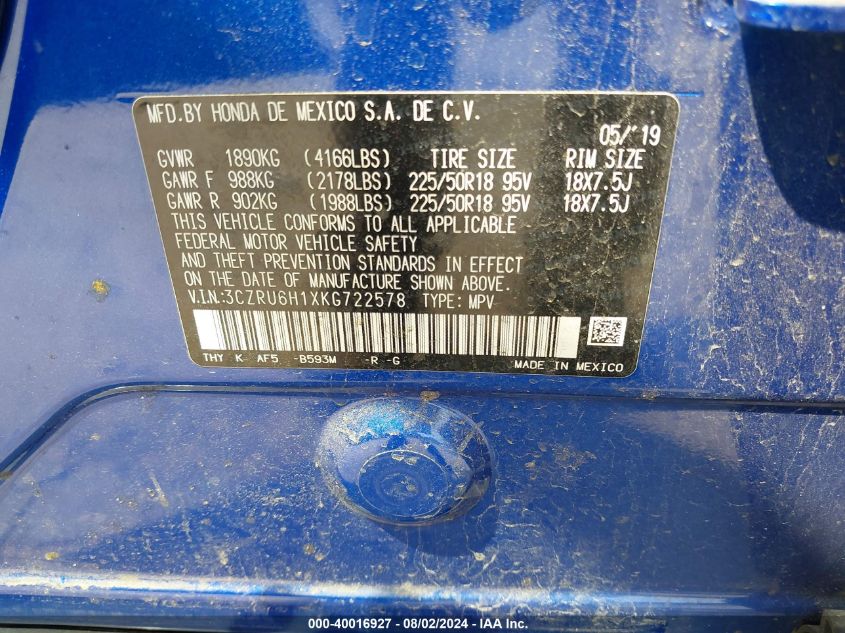 MFD.BY HONDA DE MEXICO S.A. DE C.V.
05/'19
GVWR 1890KG (4166LBS) TIRE SIZE RIM SIZE
GAWR F 988KG (2178LBS) 225/50R18 95V 18X7.5J
GAWR R 902KG (1988LBS) 225/50R18 95V 18X7.5J
THIS VEHICLE CONFORMS TO ALL APPLICABLE
FEDERAL MOTOR VEHICLE SAFETY
AND THEFT PREVENTION STANDARDS IN EFFECT
ON THE DATE OF MANUFACTURE SHOWN ABOVE.
V.I.N:3CZRU6H1XKG722578 TYPE: MPV
THY K AF5 -B593M -R -G
MADE IN MEXICO
000-40016927 - 08/02/2024 - IAA Inc.